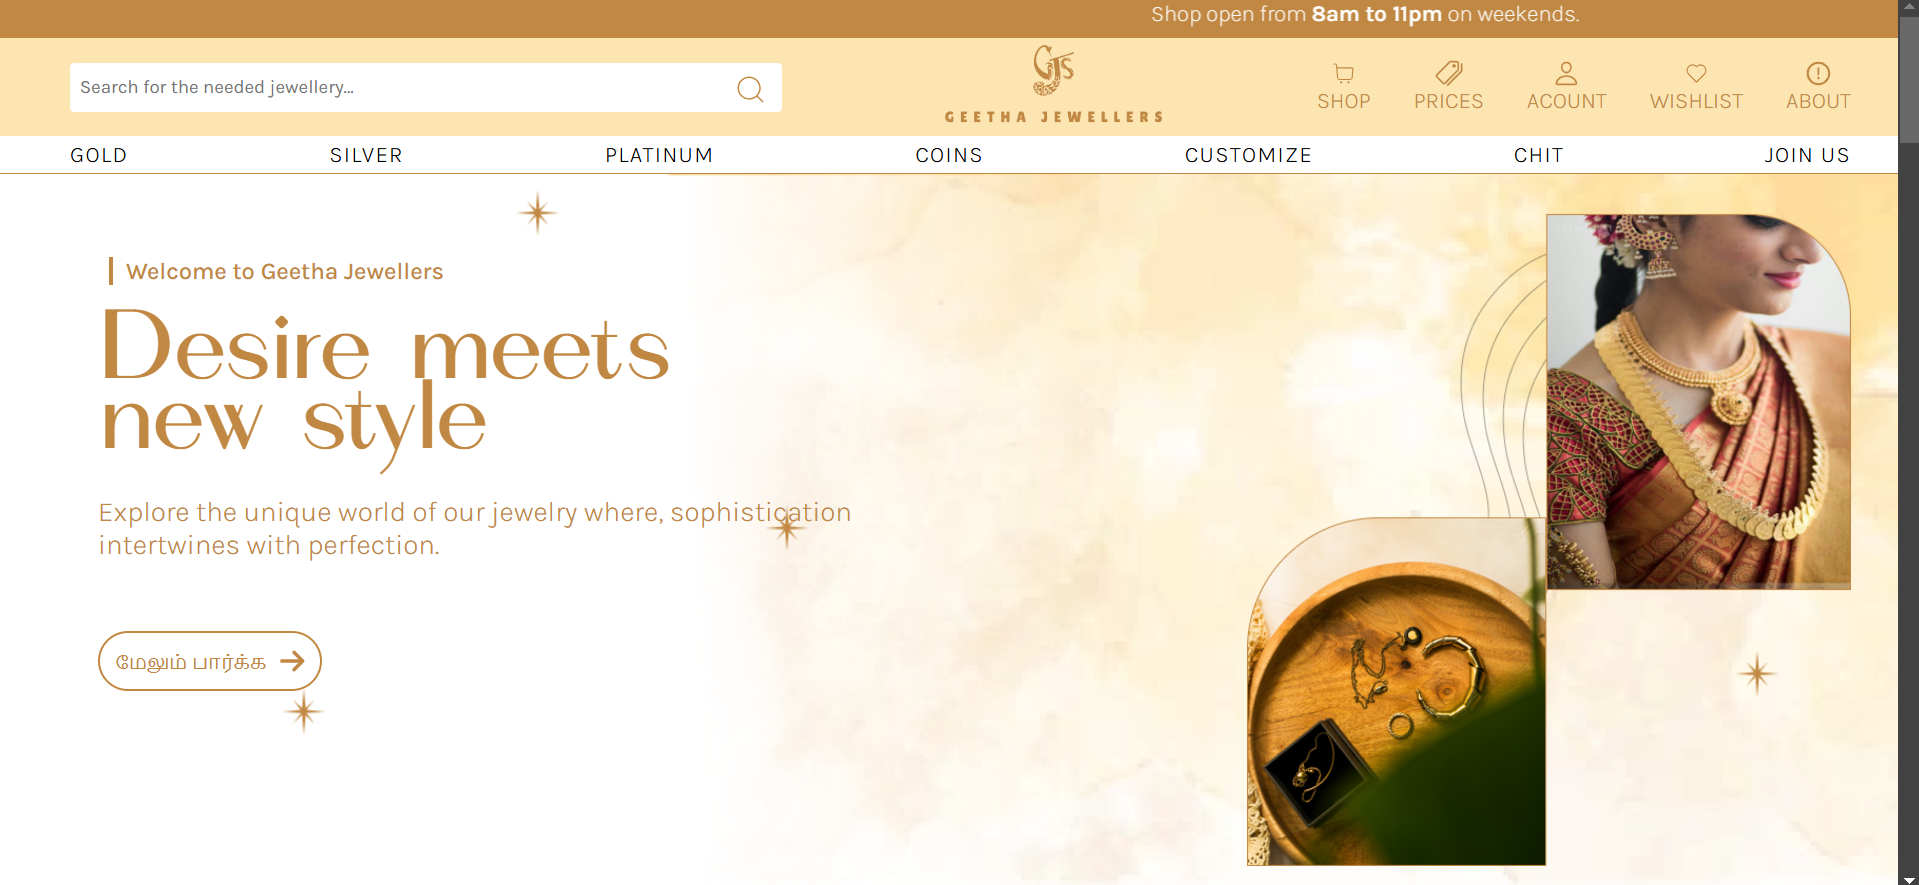 Shop open from 8am to 11pm on weekends.
Search for the needed jewellery...
GJS
GEETHA JEWELLERS
SHOP
PRICES
ACOUNT
WISHLIST
ABOUT
GOLD
SILVER
PLATINUM
COINS
CUSTOMIZE
CHIT
JOIN US
Welcome to Geetha Jewellers
Desire meets
new style
Explore the unique world of our jewelry where, sophistication
intertwines with perfection.
மேலும் பார்க்க